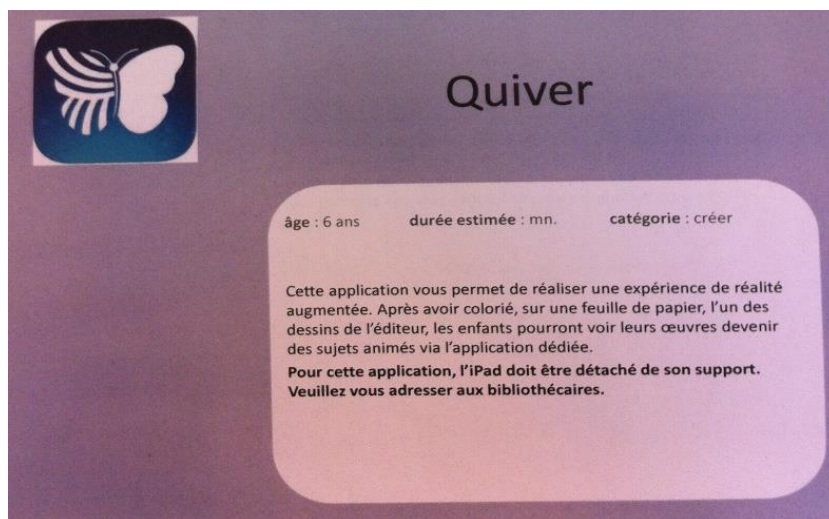 Quiver
âge : 6 ans durée estimée : mn. catégorie : créer
Cette application vous permet de réaliser une expérience de réalité
augmentée. Après avoir colorié, sur une feuille de papier, l’un des
dessins de l’éditeur, les enfants pourront voir leurs œuvres devenir
des sujets animés via l’application dédiée.
Pour cette application, l’iPad doit être détaché de son support.
Veuillez vous adresser aux bibliothécaires.